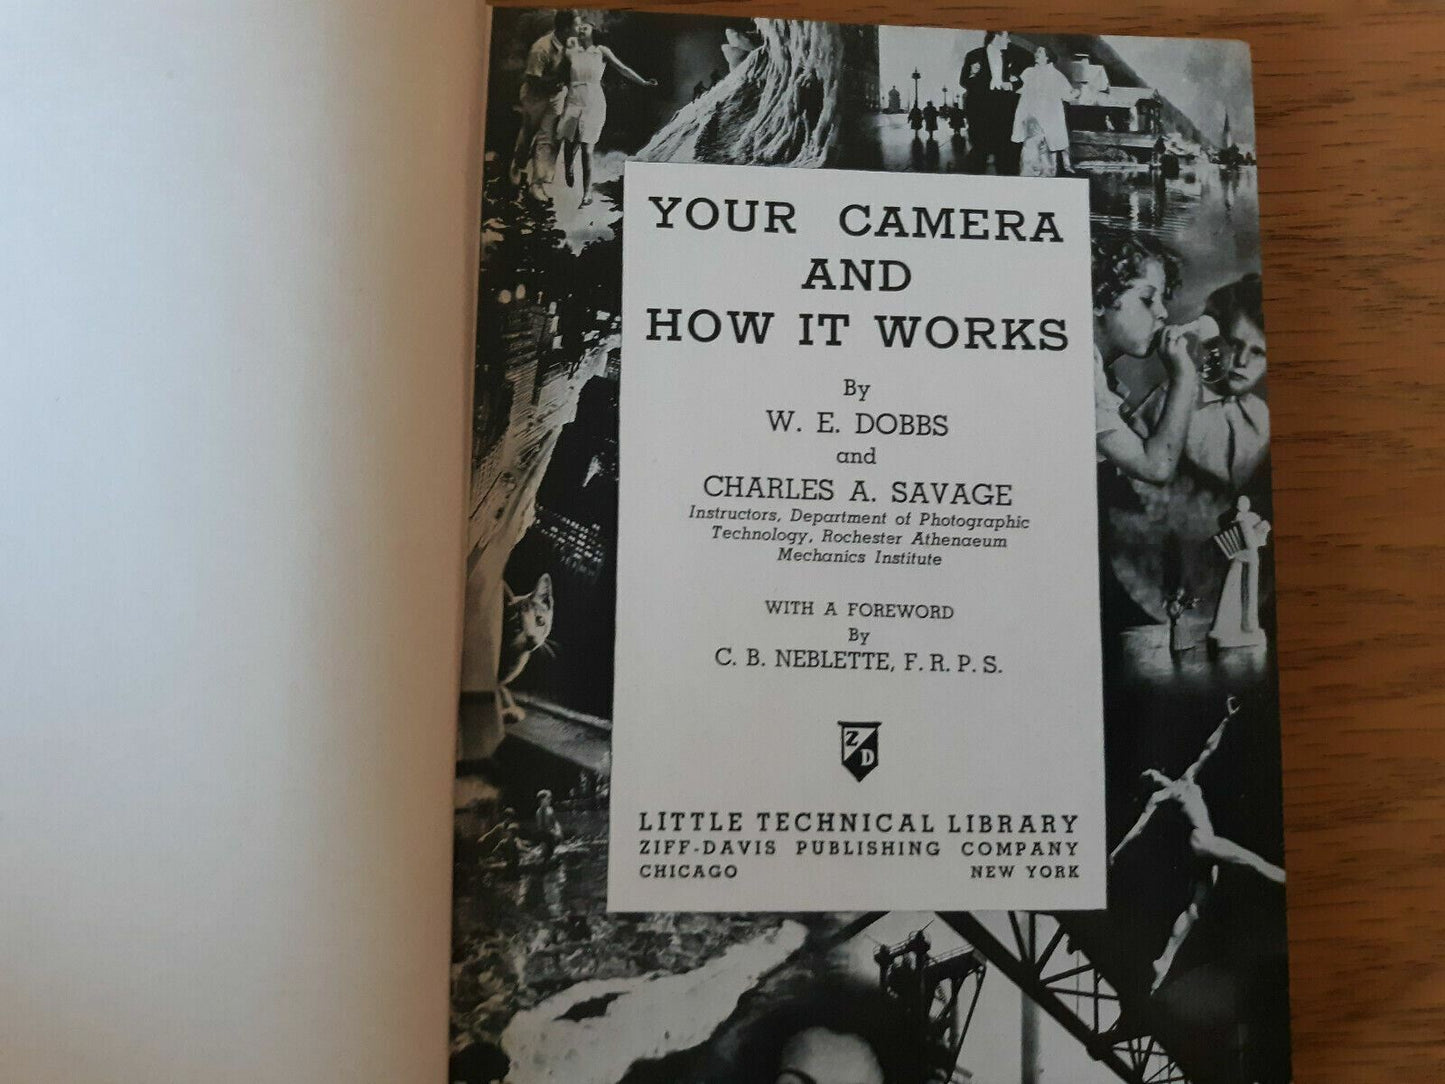 YOUR CAMERA
AND
HOW IT WORKS
By
W. E. DOBBS
and
CHARLES A. SAVAGE
Instructors, Department of Photographic
Technology, Rochester Athenaeum
Mechanics Institute
WITH A FOREWORD
By
C. B. NEBLETTE, F. R. P. S.
Z
D
LITTLE TECHNICAL LIBRARY
ZIFF-DAVIS PUBLISHING COMPANY
CHICAGO NEW YORK